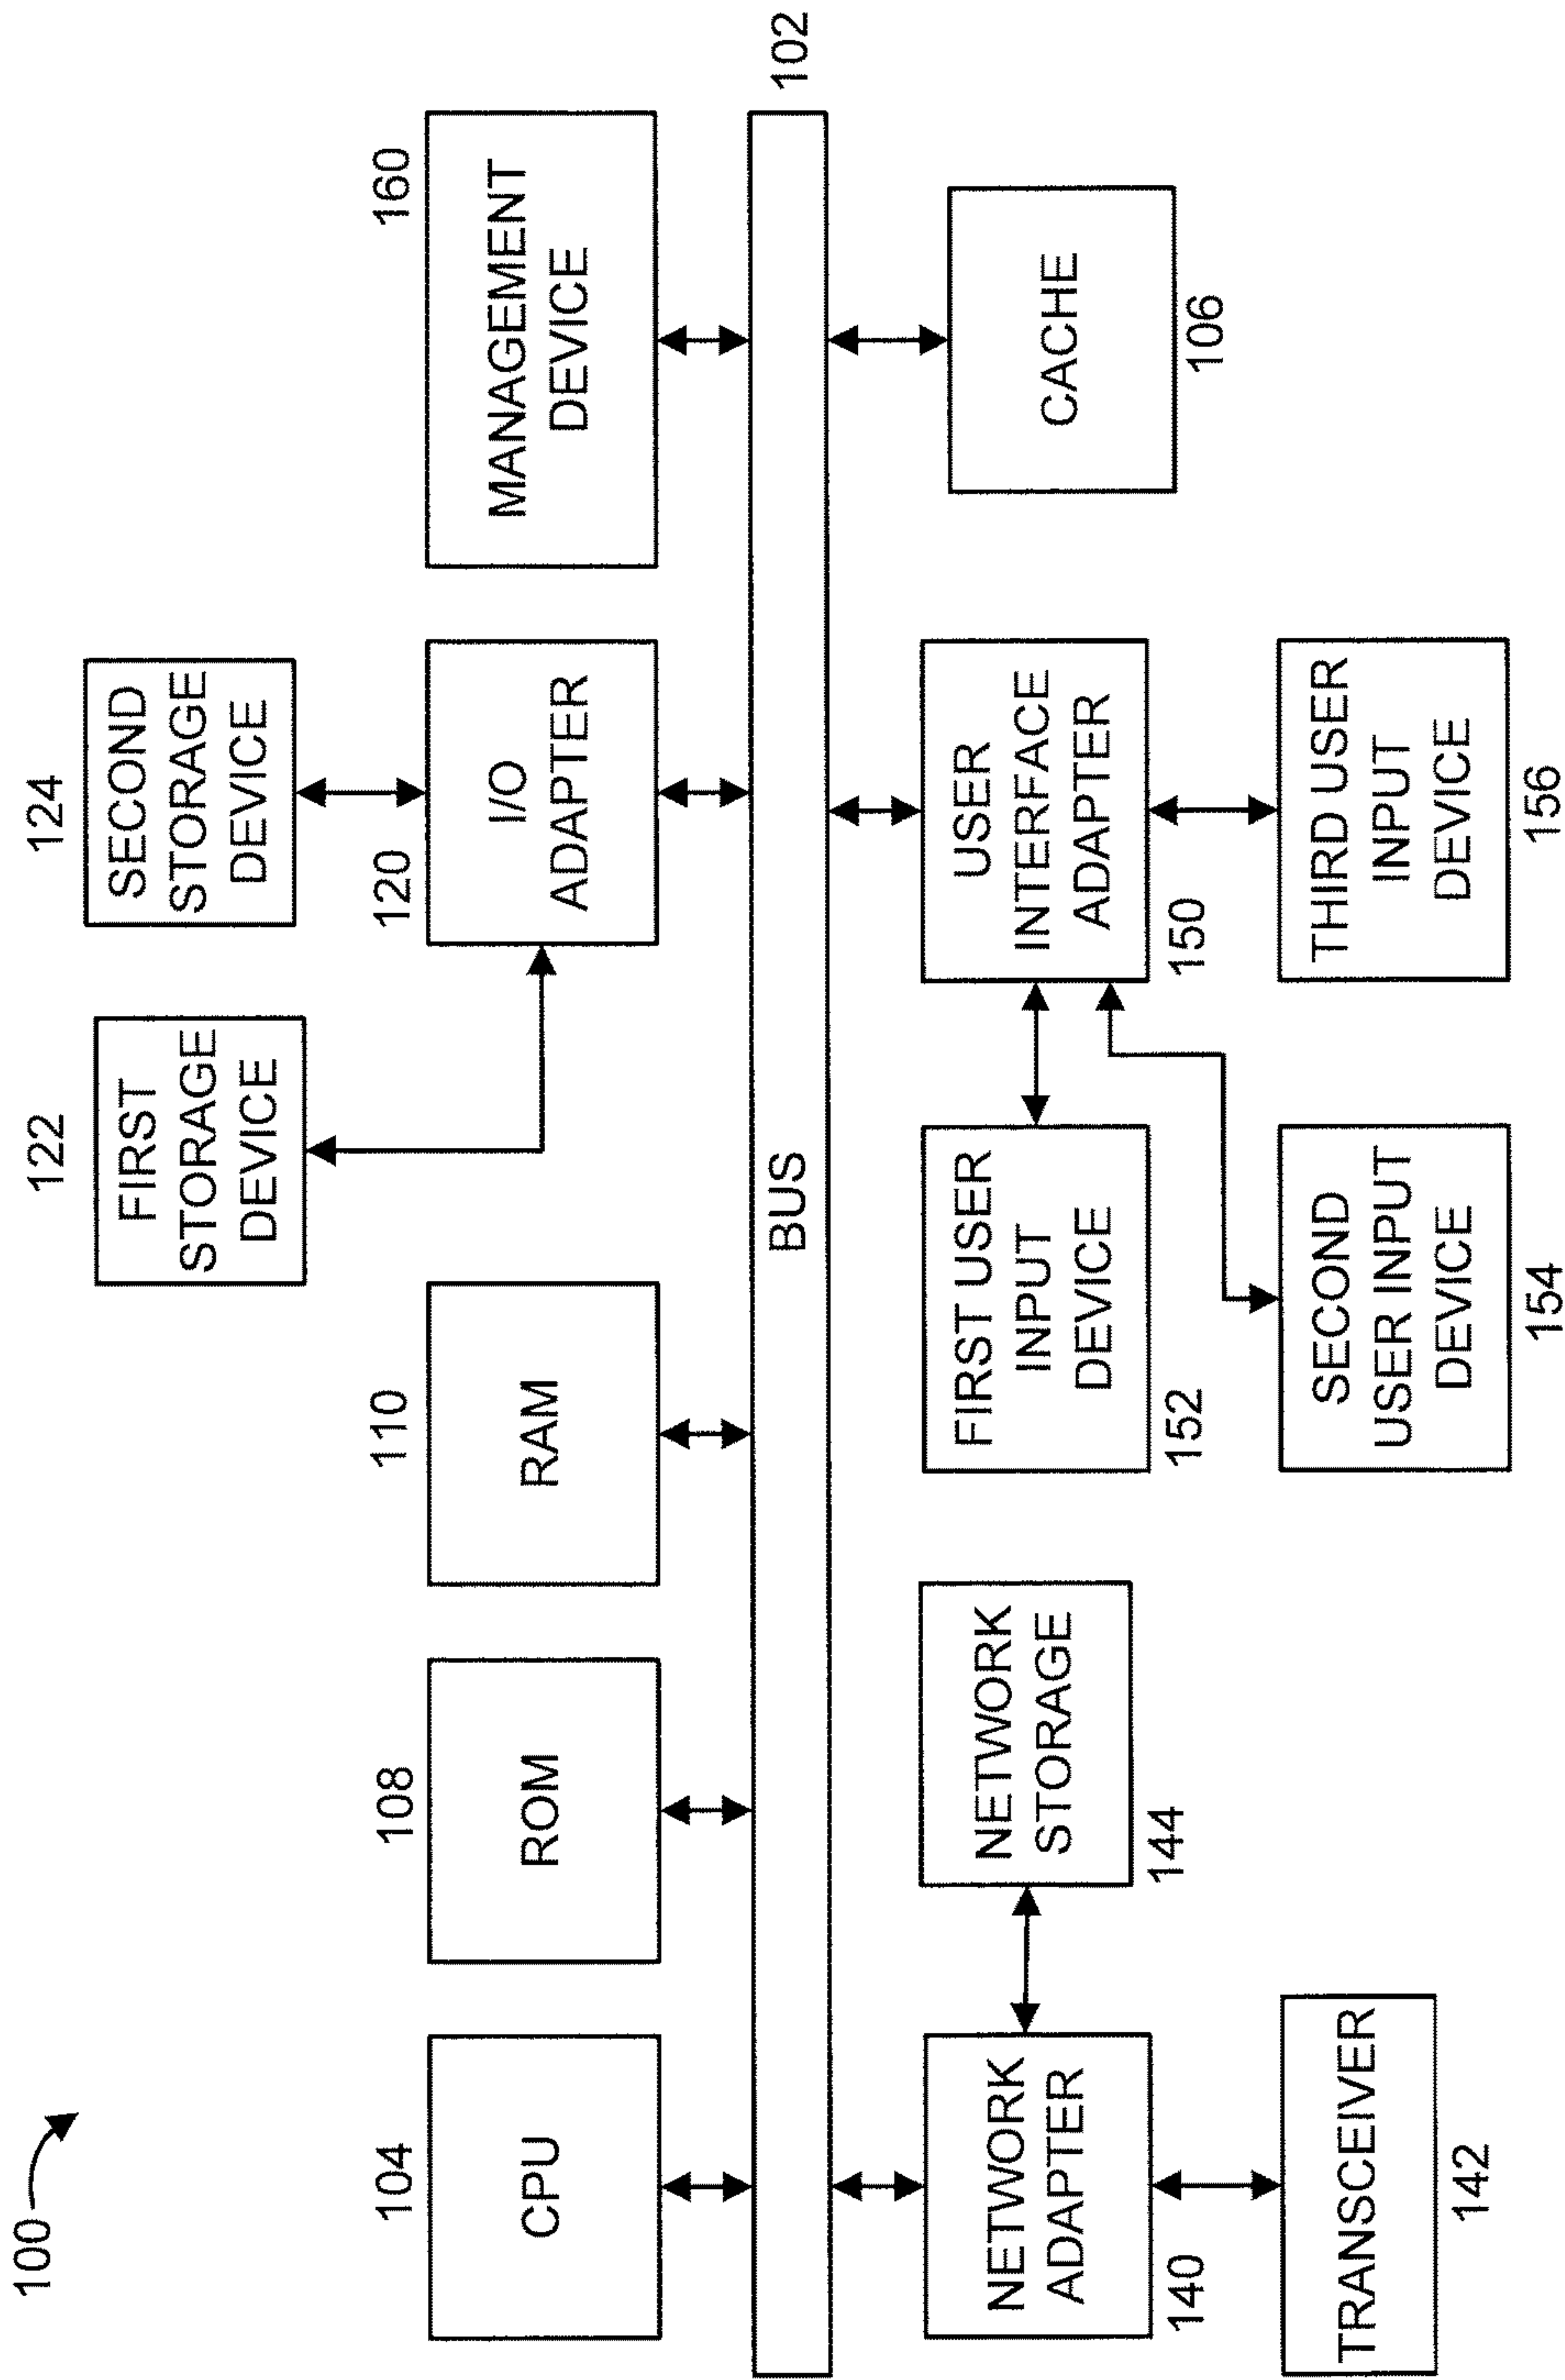 100
122
FIRST
STORAGE
DEVICE
124
SECOND
STORAGE
DEVICE
104
CPU
108
ROM
110
RAM
120
I/O
ADAPTER
160
MANAGEMENT
DEVICE
BUS
102
NETWORK
ADAPTER
140
NETWORK
STORAGE
144
FIRST USER
INPUT
DEVICE
152
USER
INTERFACE
ADAPTER
150
CACHE
106
TRANSCEIVER
142
SECOND
USER INPUT
DEVICE
154
THIRD USER
INPUT
DEVICE
156